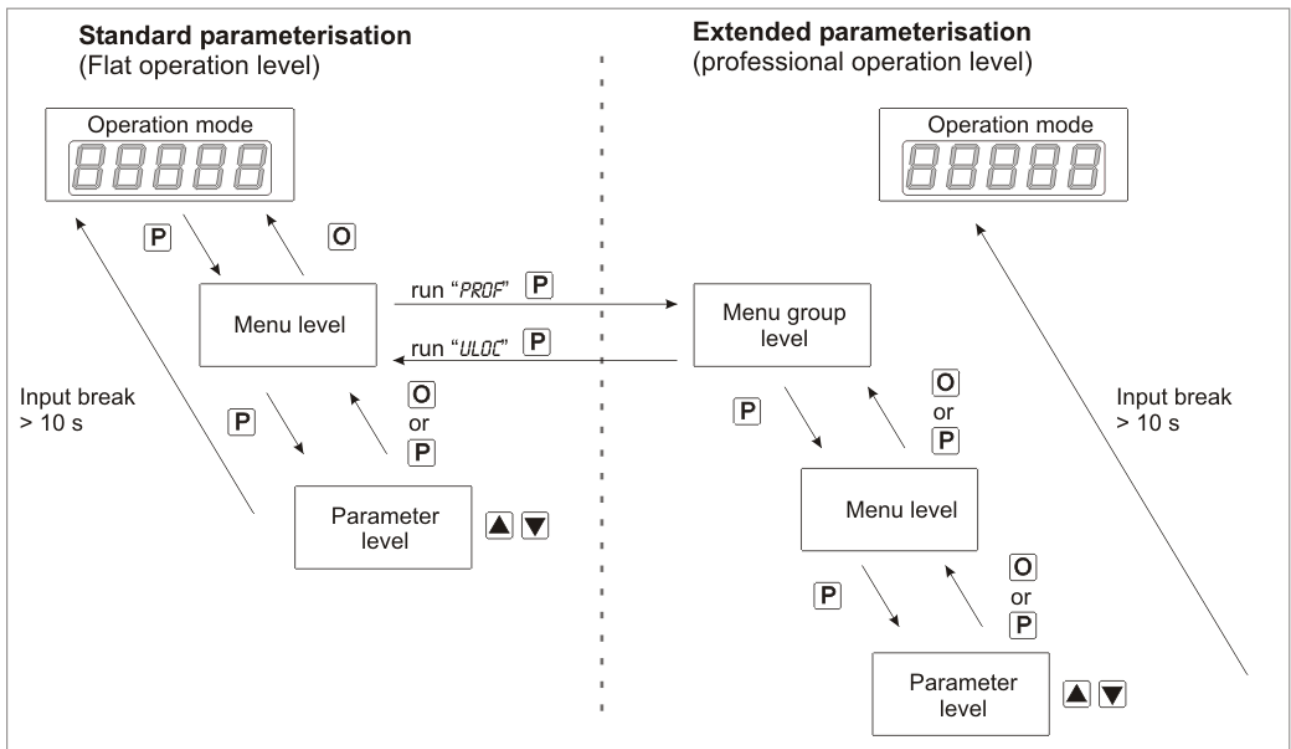 Standard parameterisation
(Flat operation level)
Operation mode
88888
P
O
Menu level
Input break
> 10 s
P
O
or
P
Parameter
level
▲ ▼
run “PROF” P
run “ULOC” P
Extended parameterisation
(professional operation level)
Operation mode
88888
Menu group
level
P
O
or
P
Menu level
Input break
> 10 s
P
O
or
P
Parameter
level
▲ ▼